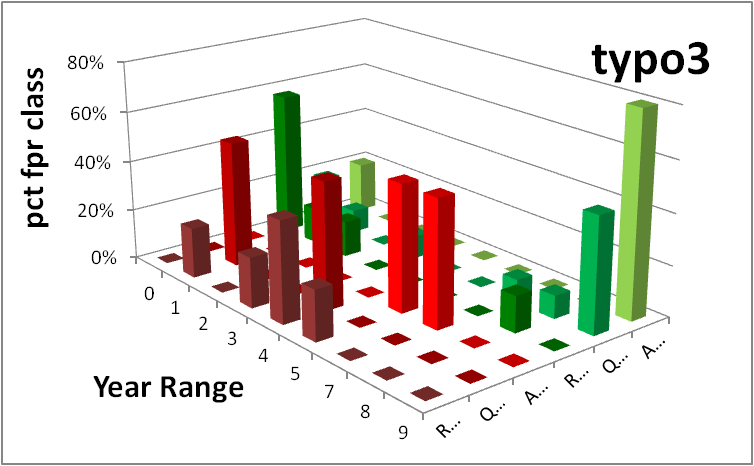 typo3
pct fpr class
80%
60%
40%
20%
0%
0
1
2
3
4
5
7
8
9
Year Range
R...
Q...
A...
R...
Q...
A...